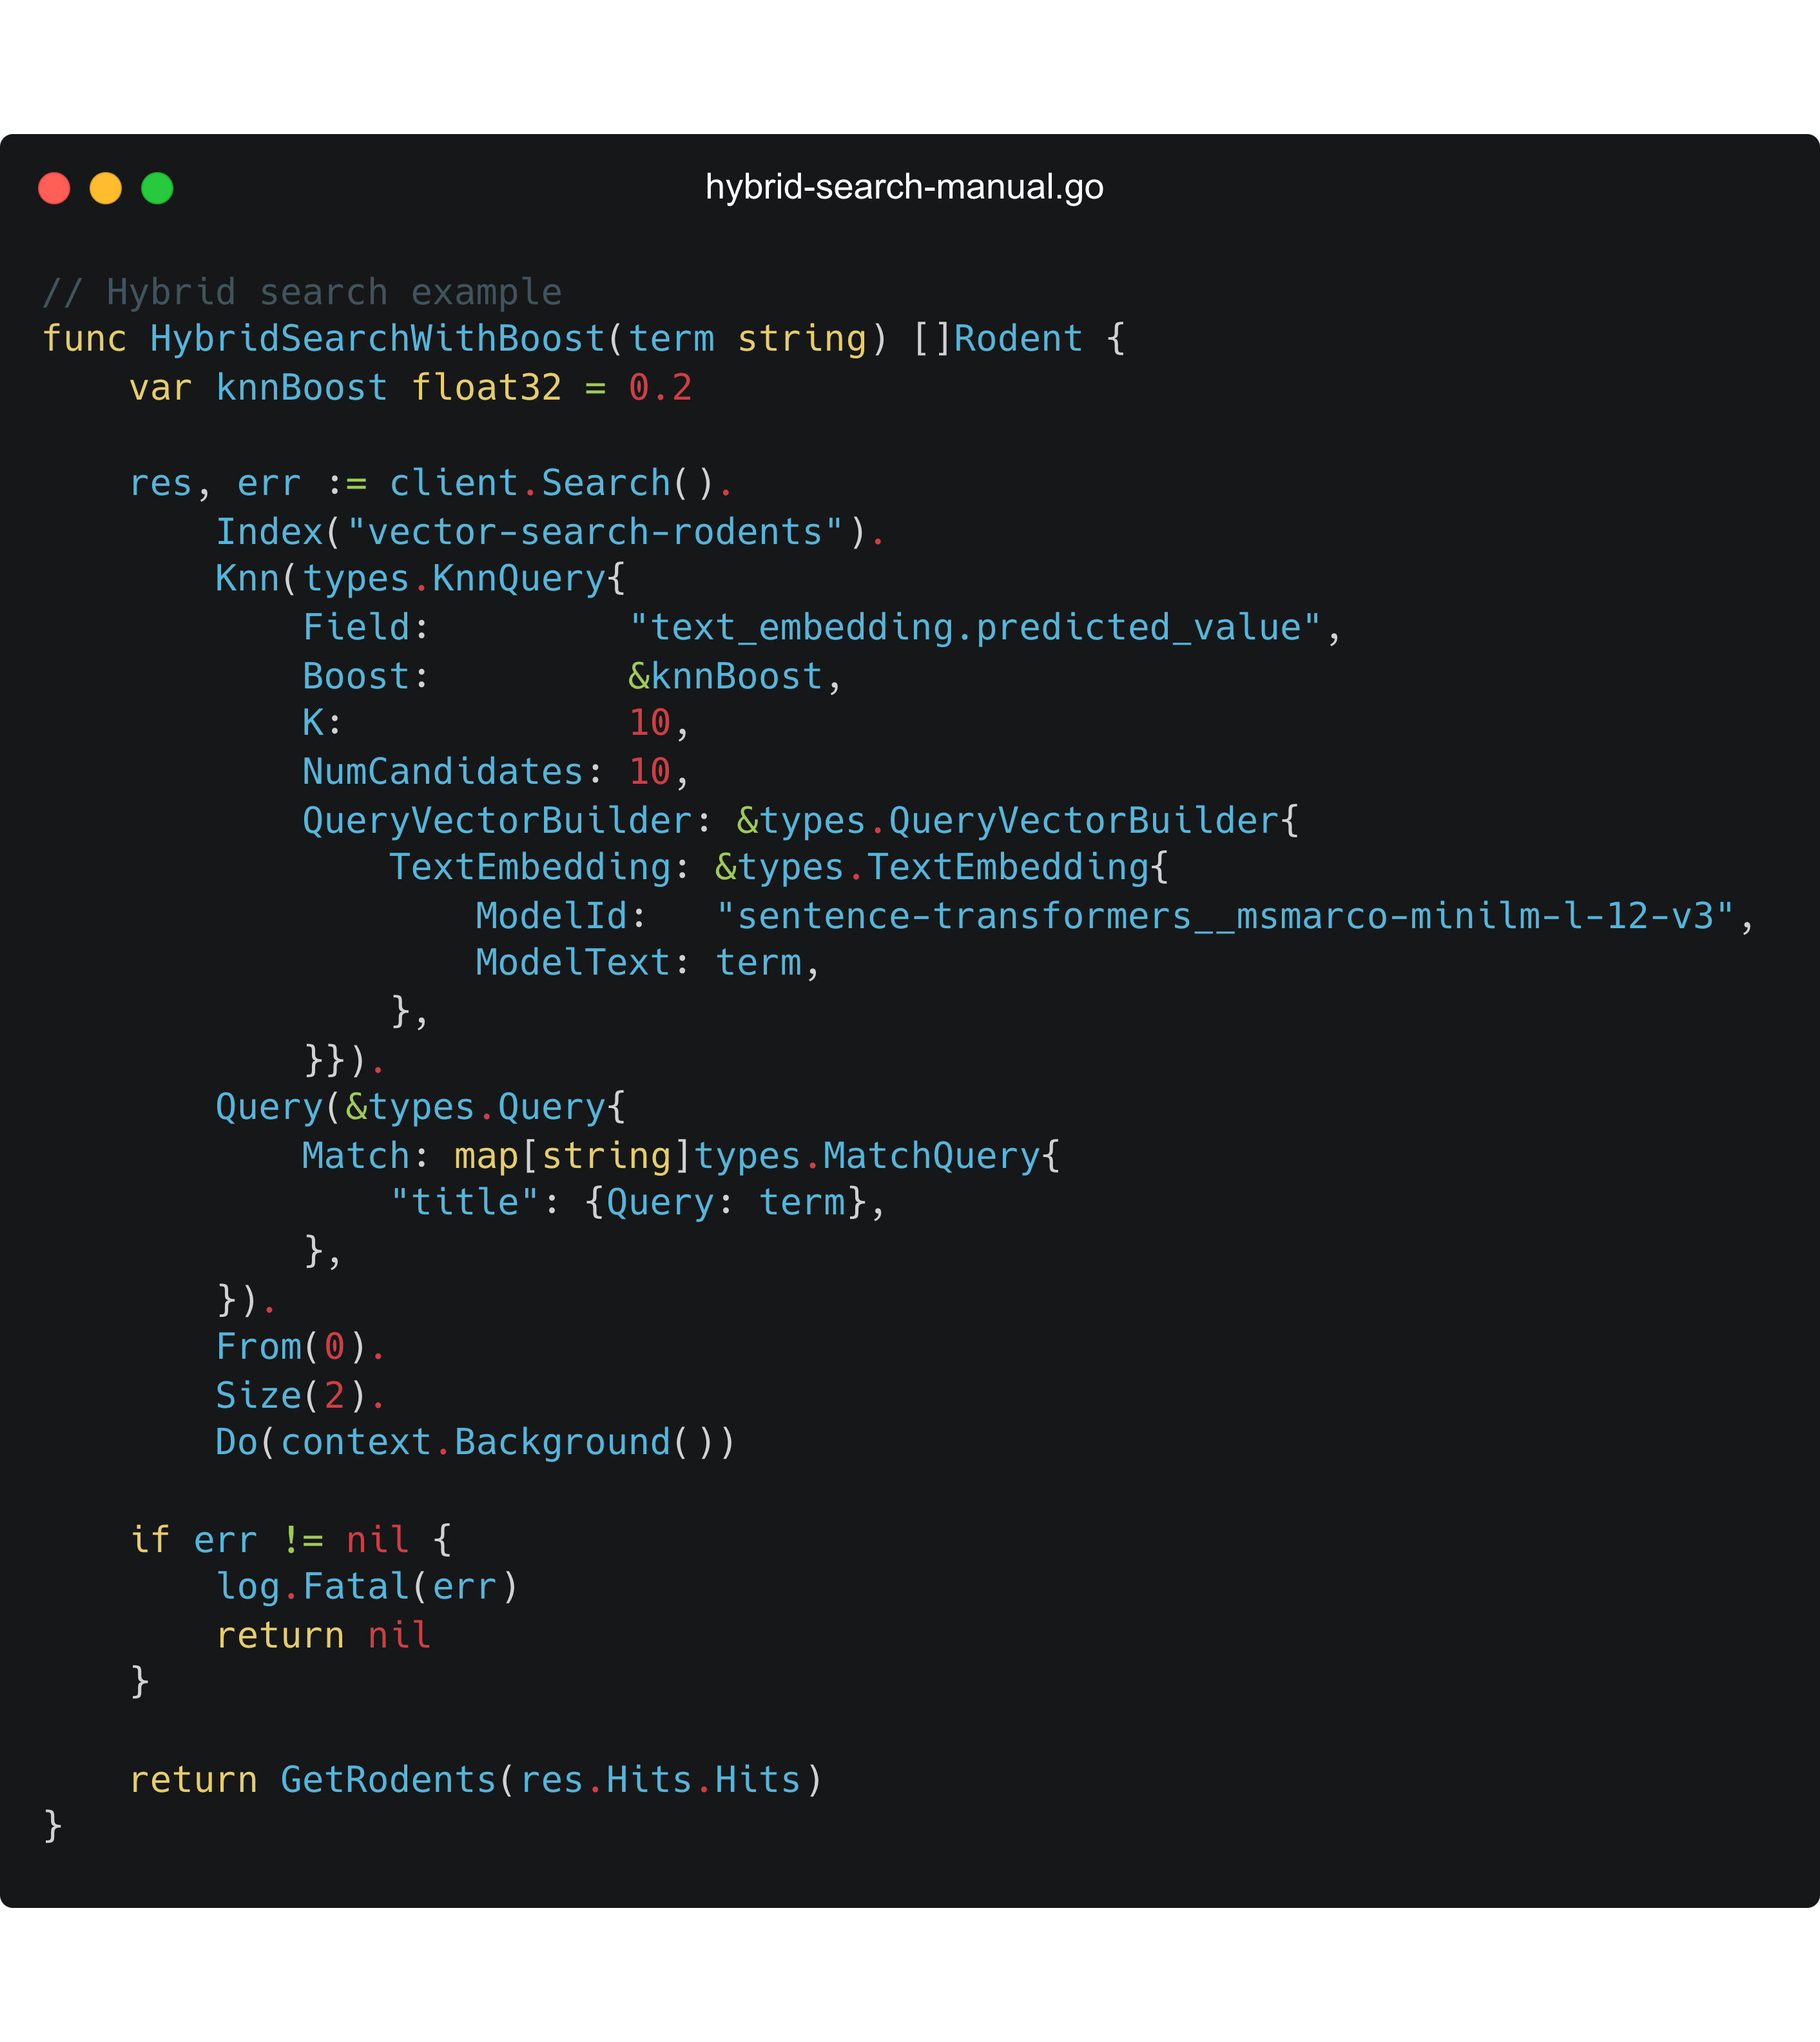 hybrid-search-manual.go
// Hybrid search example
func HybridSearchWithBoost(term string) []Rodent {
    var knnBoost float32 = 0.2

    res, err := client.Search().
        Index("vector-search-rodents").
        Knn(types.KnnQuery{
            Field:         "text_embedding.predicted_value",
            Boost:         &knnBoost,
            K:             10,
            NumCandidates: 10,
            QueryVectorBuilder: &types.QueryVectorBuilder{
                TextEmbedding: &types.TextEmbedding{
                    ModelId:   "sentence-transformers__msmarco-minilm-l-12-v3",
                    ModelText: term,
                },
            }}).
        Query(&types.Query{
            Match: map[string]types.MatchQuery{
                "title": {Query: term},
            },
        }).
        From(0).
        Size(2).
        Do(context.Background())

    if err != nil {
        log.Fatal(err)
        return nil
    }

    return GetRodents(res.Hits.Hits)
}